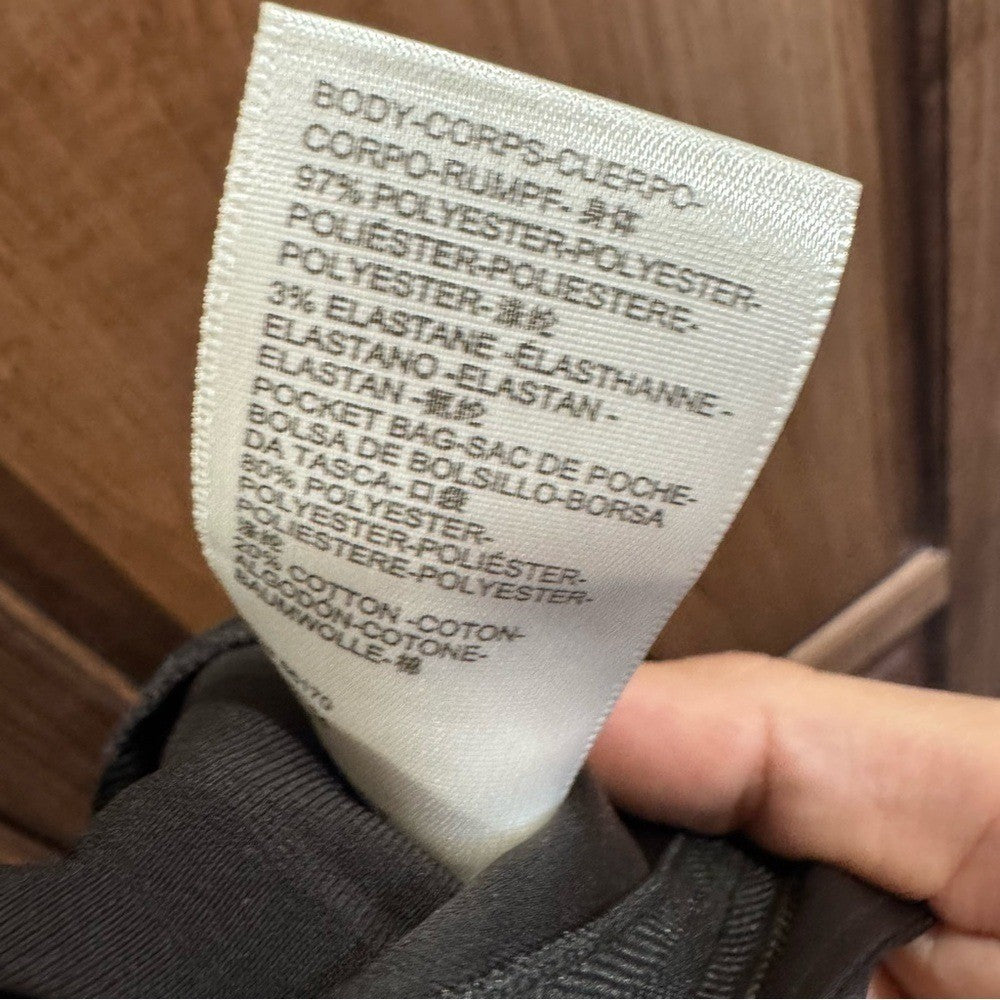 BODY-CORPS-CUERPO-
CORPO-RUMPF-身体
97% POLYESTER-POLYESTER-
POLIÉSTER-POLIESTERE-
POLYESTER-涤纶
3% ELASTANE -ÉLASTHANNE -
ELASTANO -ELASTAN -
ELASTAN -氨纶
POCKET BAG-SAC DE POCHE-
BOLSA DE BOLSILLO-BORSA
DA TASCA-口袋
80% POLYESTER-
POLYESTER-POLIÉSTER-
POLIESTERE-POLYESTER-
涤纶
20% COTTON -COTON-
ALGODÓN-COTONE-
BAUMWOLLE-棉